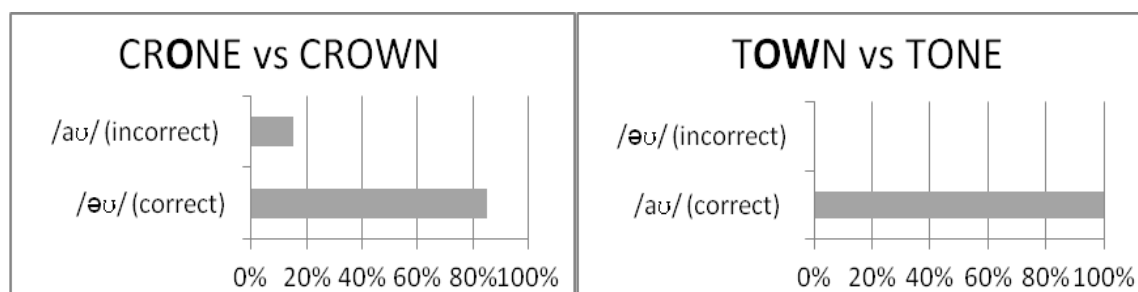 CRONE vs CROWN
/aʊ/ (incorrect)
/əʊ/ (correct)
0% 20% 40% 60% 80% 100%
TOWN vs TONE
/əʊ/ (incorrect)
/aʊ/ (correct)
0% 20% 40% 60% 80% 100%